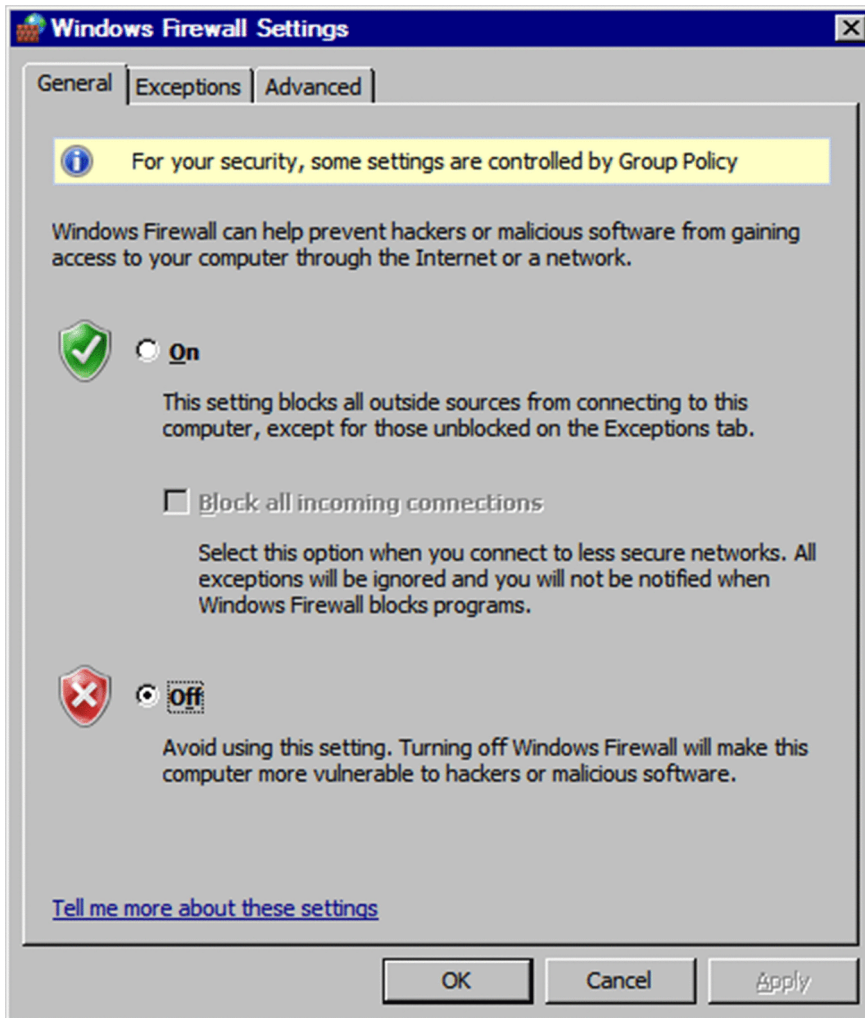 Windows Firewall Settings
General
Exceptions
Advanced
For your security, some settings are controlled by Group Policy
Windows Firewall can help prevent hackers or malicious software from gaining
access to your computer through the Internet or a network.
On
This setting blocks all outside sources from connecting to this
computer, except for those unblocked on the Exceptions tab.
Block all incoming connections
Select this option when you connect to less secure networks. All
exceptions will be ignored and you will not be notified when
Windows Firewall blocks programs.
Off
Avoid using this setting. Turning off Windows Firewall will make this
computer more vulnerable to hackers or malicious software.
Tell me more about these settings
OK
Cancel
Apply